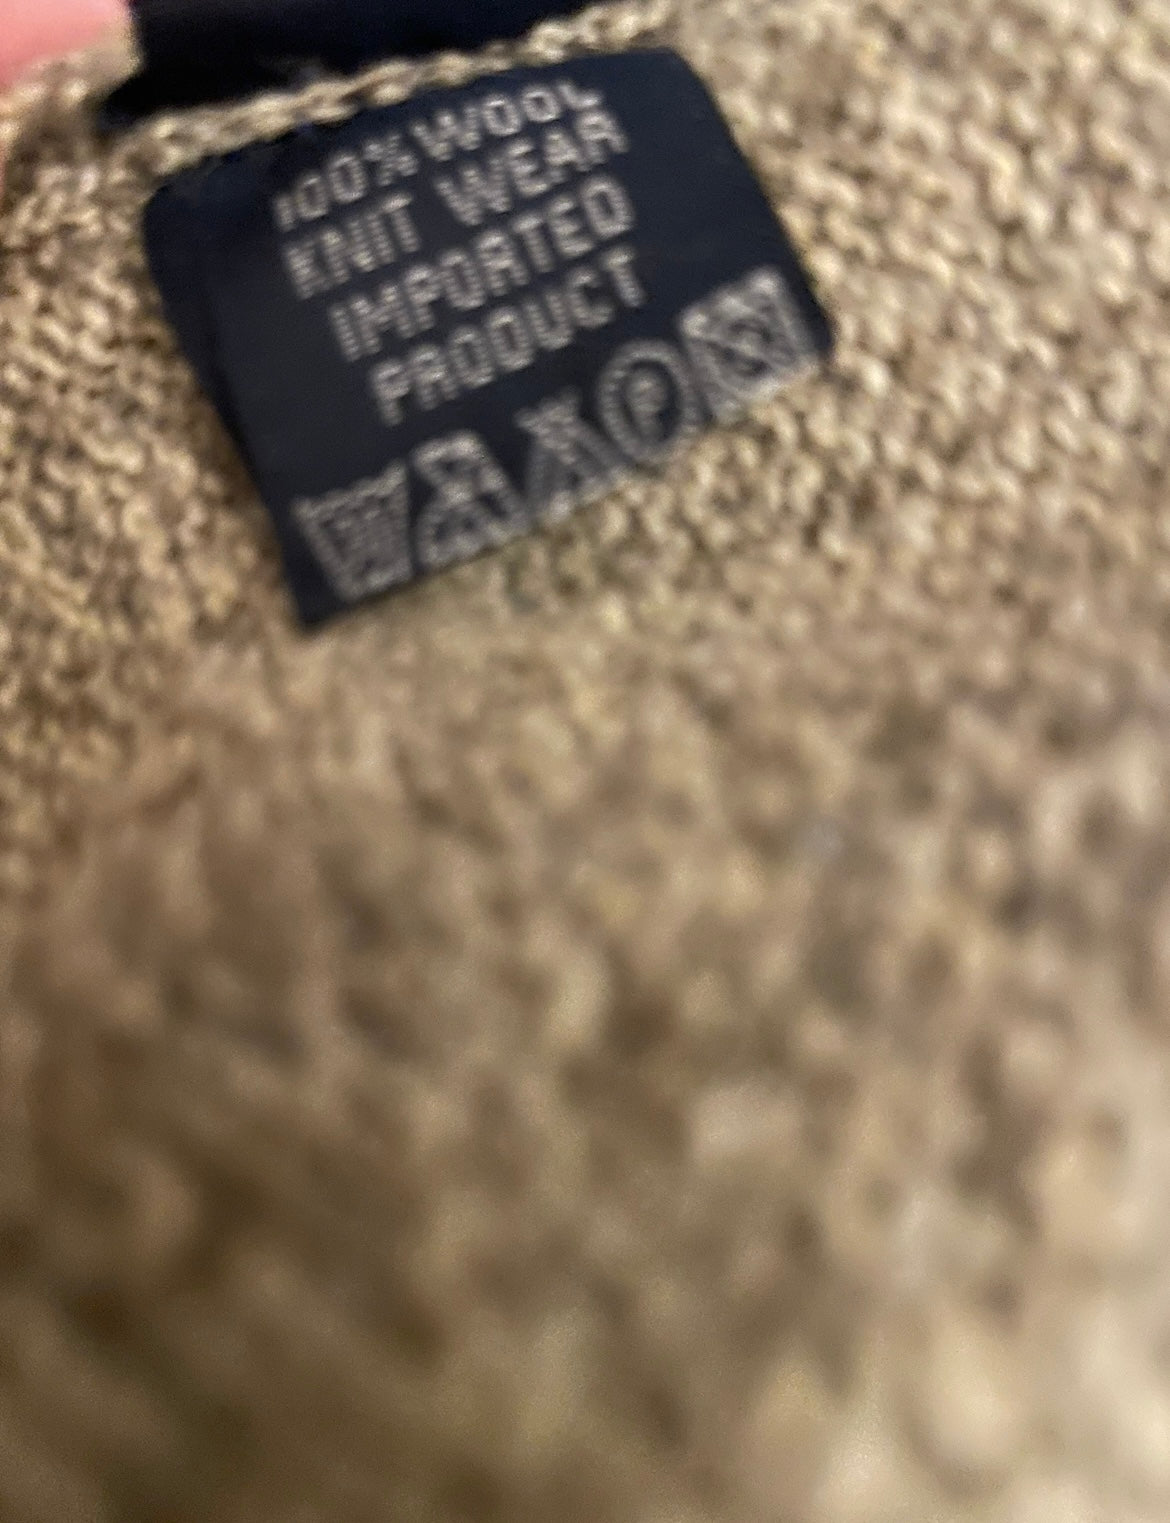 100% WOOL
KNIT WEAR
IMPORTED
PRODUCT
P